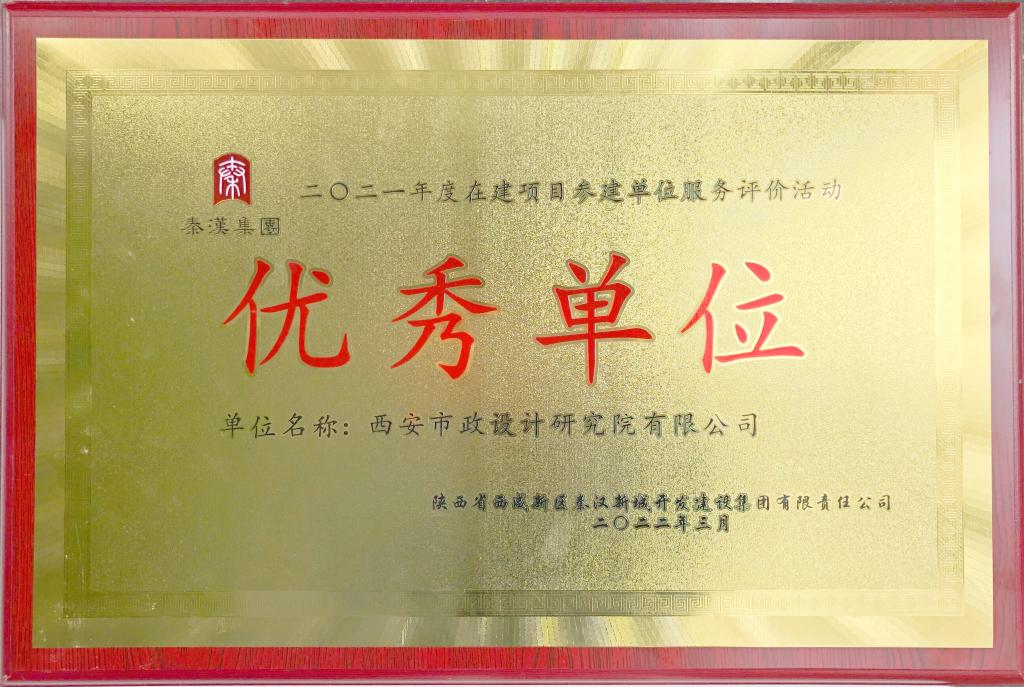 秦
二〇二一年度在建项目参建单位服务评价活动
秦漢集團
优秀单位
单位名称：西安市政设计研究院有限公司
陕西省西咸新区秦汉新城开发建设集团有限责任公司
二〇二二年三月